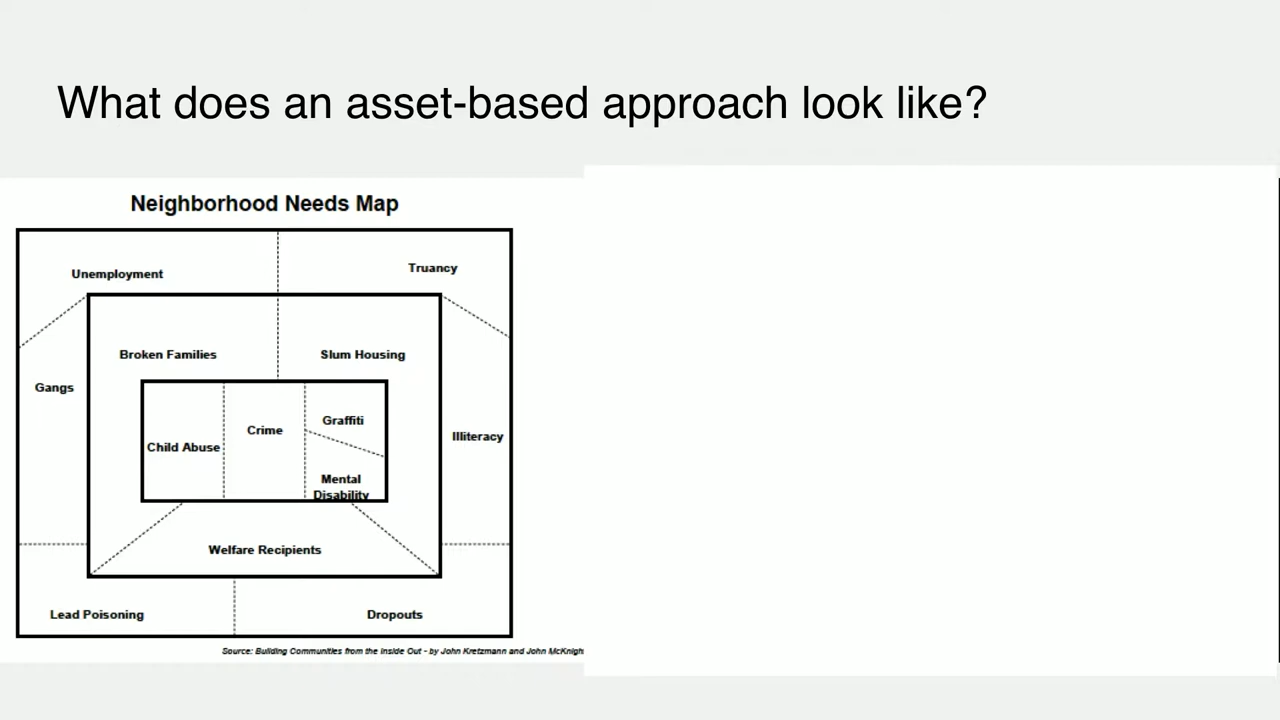 What does an asset-based approach look like?
Neighborhood Needs Map
Unemployment
Truancy
Broken Families
Slum Housing
Gangs
Illiteracy
Child Abuse
Crime
Graffiti
Mental
Disability
Welfare Recipients
Lead Poisoning
Dropouts
Source: Building Communities from the Inside Out - by John Kretzmann and John McKnigh